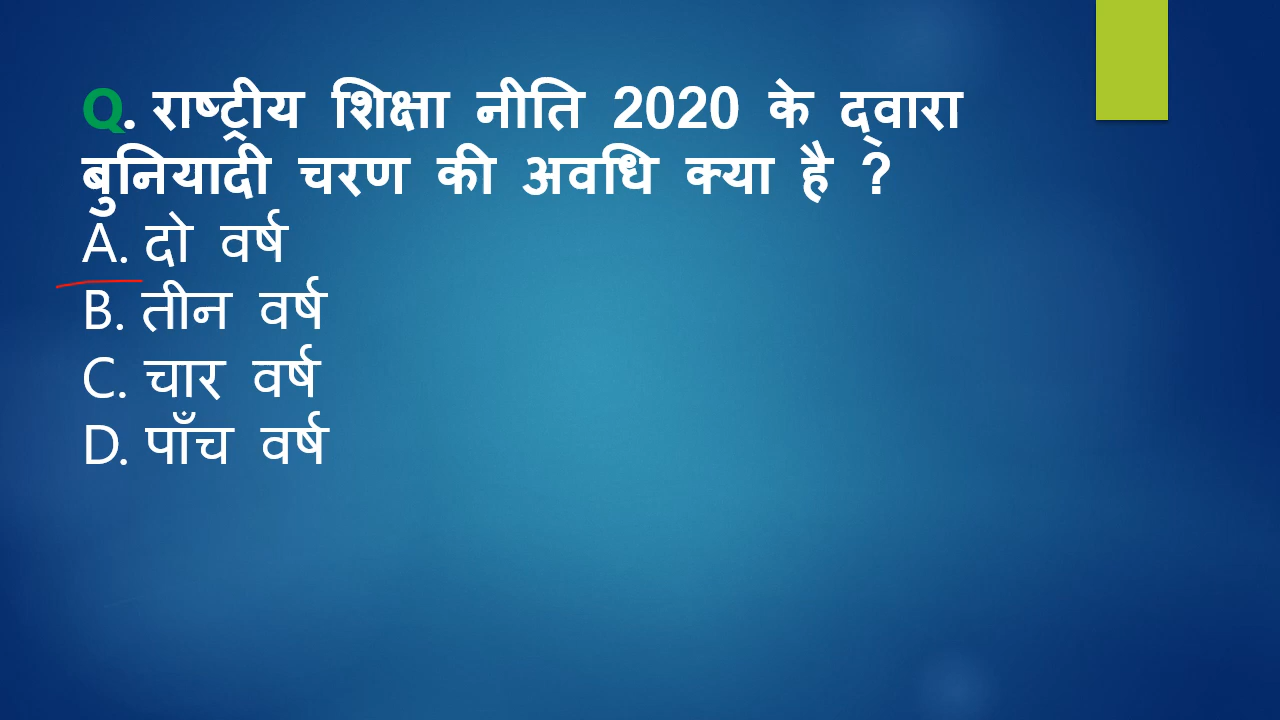 Q. राष्ट्रीय शिक्षा नीति 2020 के द्वारा
बुनियादी चरण की अवधि क्या है ?
A. दो वर्ष
B. तीन वर्ष
C. चार वर्ष
D. पाँच वर्ष